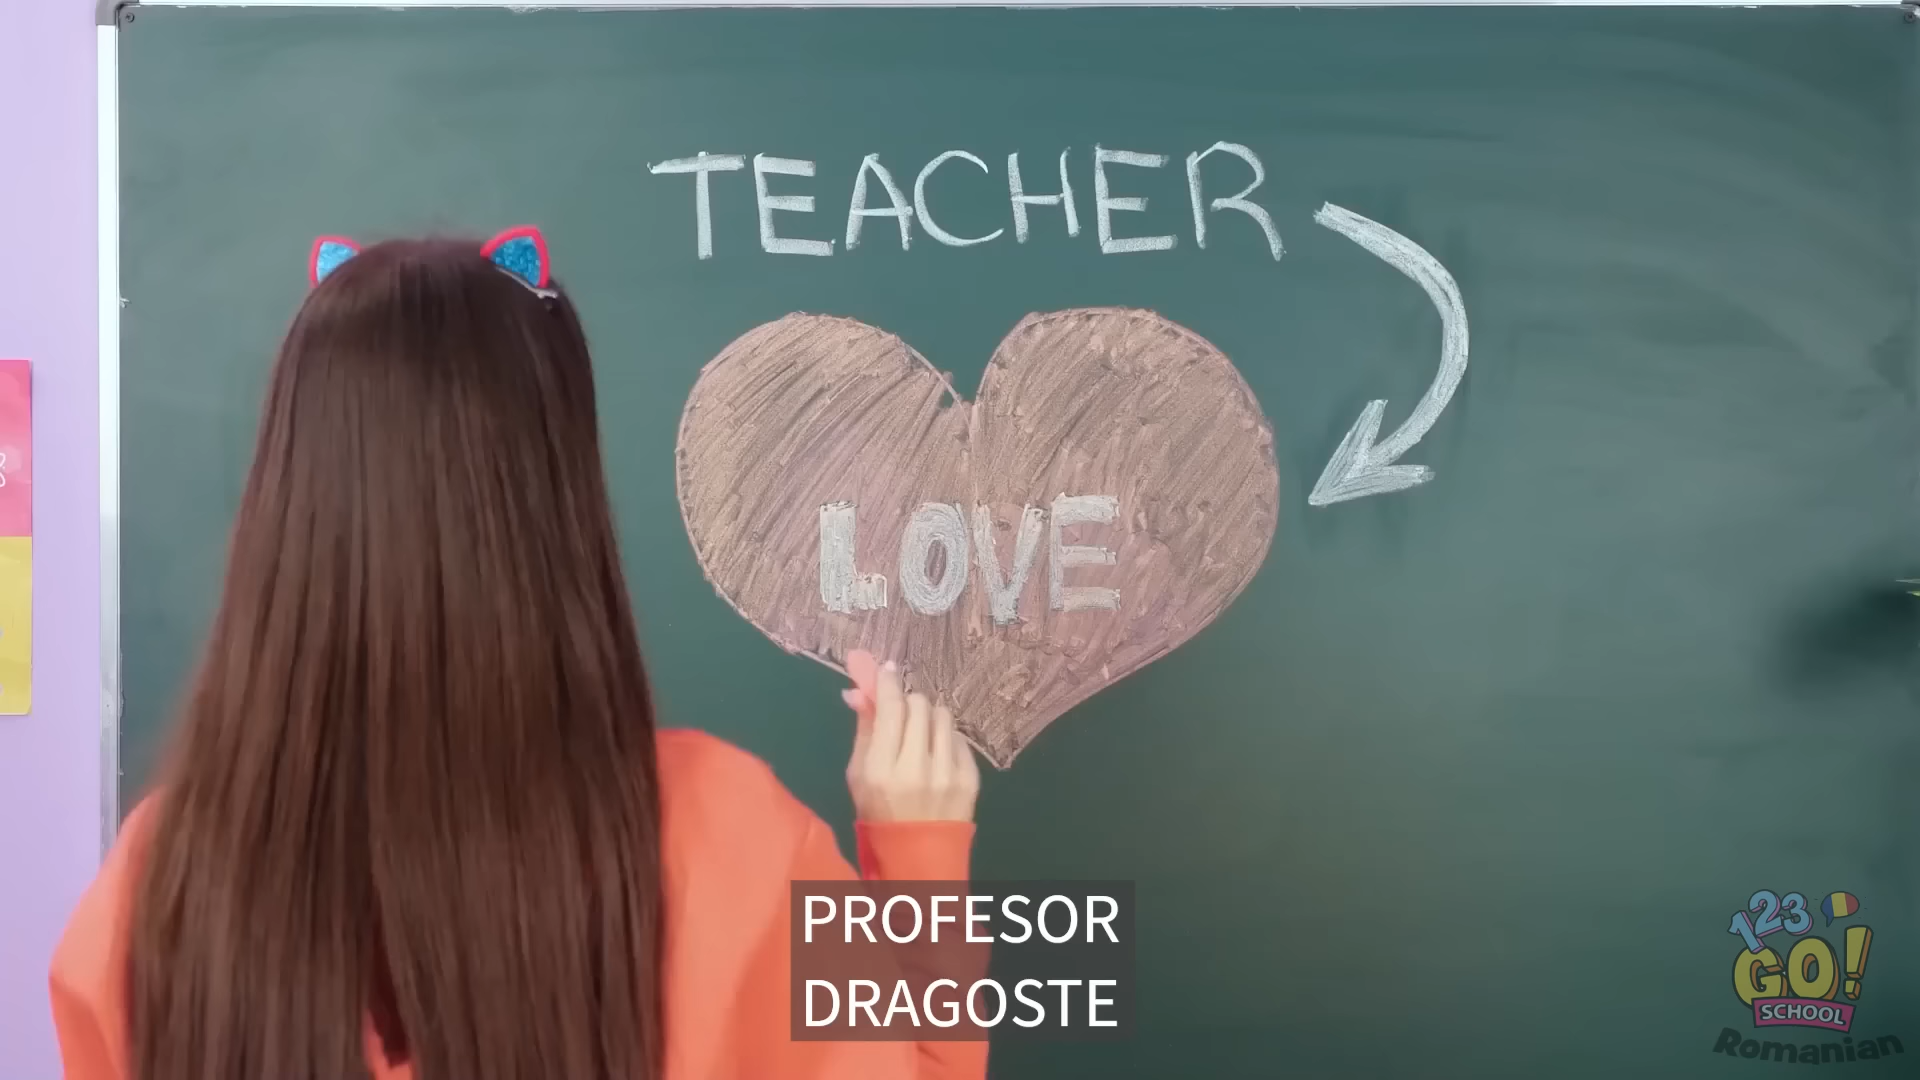 TEACHER
LOVE
PROFESOR
DRAGOSTE
123
GO!
SCHOOL
Romanian